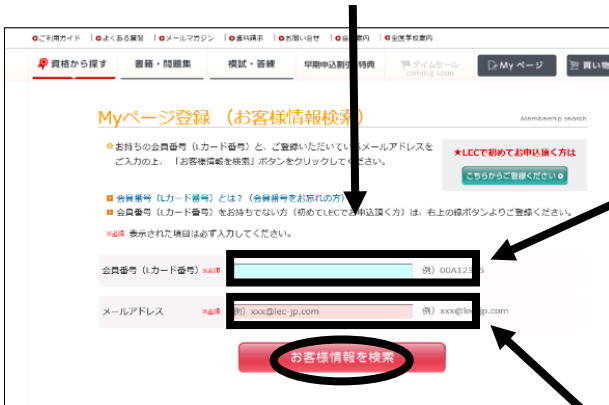 ご利用ガイド | よくある質問 | メールマガジン | 資料請求 | お問い合せ | 会社案内 | 全国学校案内
資格から探す 書籍・問題集 模試・答練 早期申込割引・特典 タイムセール Myページ 買い物
coming soon
Myページ登録 (お客様情報検索)
Membership search
お持ちの会員番号(Lカード番号)と、ご登録いただいているメールアドレスを
ご入力の上、「お客様情報を検索」ボタンをクリックしてください。
★LECで初めてお申込頂く方は
こちらからご登録ください
会員番号(Lカード番号)とは?(会員番号をお忘れの方)
会員番号(Lカード番号)をお持ちでない方(初めてLECでお申込頂く方)は、右上の緑ボタンよりご登録ください。
※必須 表示された項目は必ず入力してください。
会員番号(Lカード番号) ※必須 例) 00A12345
メールアドレス ※必須 例) xxx@lec-jp.com 例) xxx@lec-jp.com
お客様情報を検索